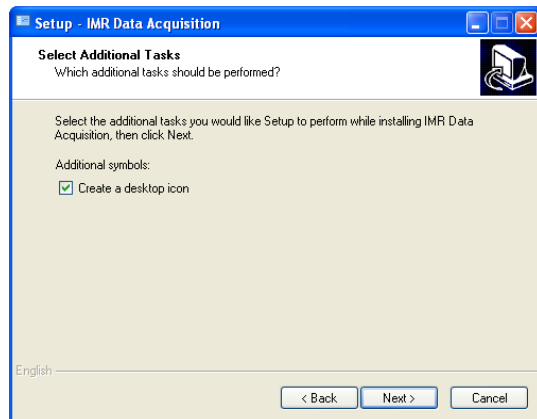 Setup - IMR Data Acquisition
Select Additional Tasks
Which additional tasks should be performed?
Select the additional tasks you would like Setup to perform while installing IMR Data
Acquisition, then click Next.
Additional symbols:
Create a desktop icon
English
< Back
Next >
Cancel